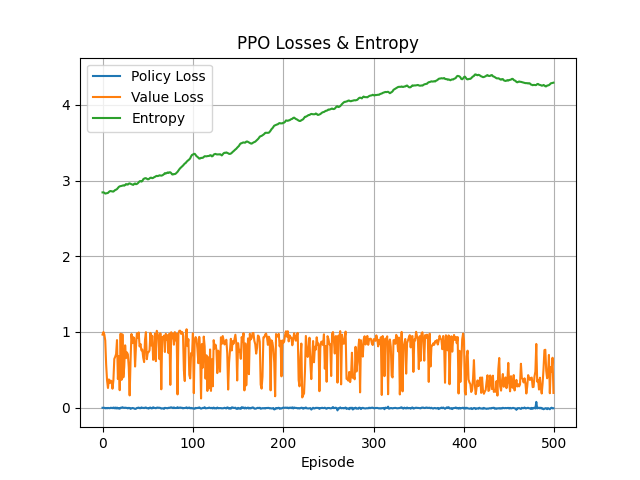 PPO Losses & Entropy
Policy Loss
Value Loss
Entropy
4
3
2
1
0
0 100 200 300 400 500
Episode